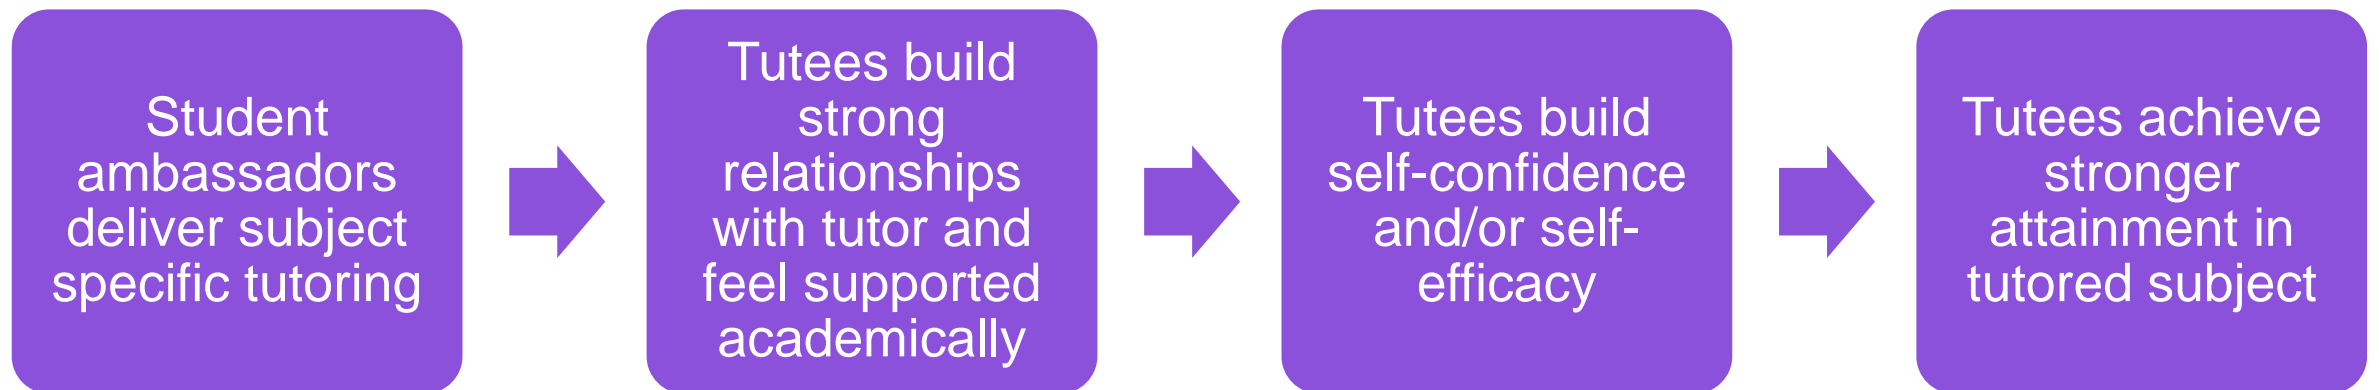 Student
ambassadors
deliver subject
specific tutoring
Tutees build
strong
relationships
with tutor and
feel supported
academically
Tutees build
self-confidence
and/or self-
efficacy
Tutees achieve
stronger
attainment in
tutored subject